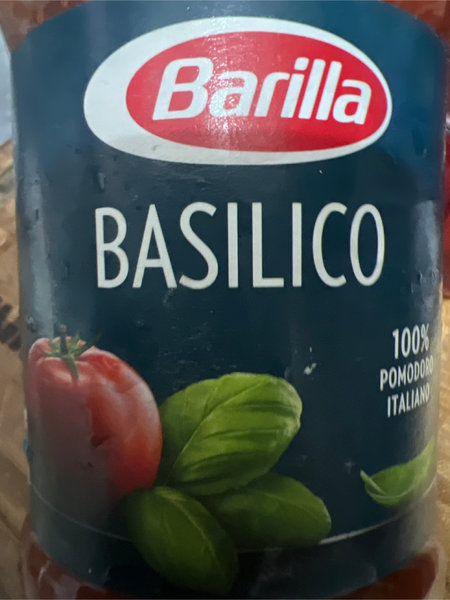 Barilla
BASILICO
100%
POMODORO
ITALIANO